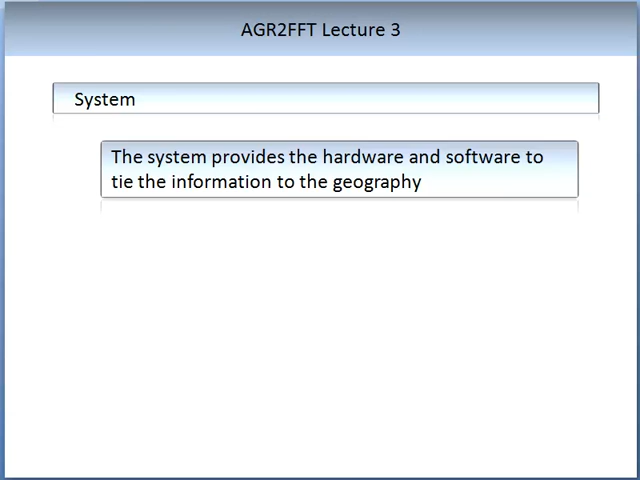 AGR2FFT Lecture 3
System
The system provides the hardware and software to
tie the information to the geography